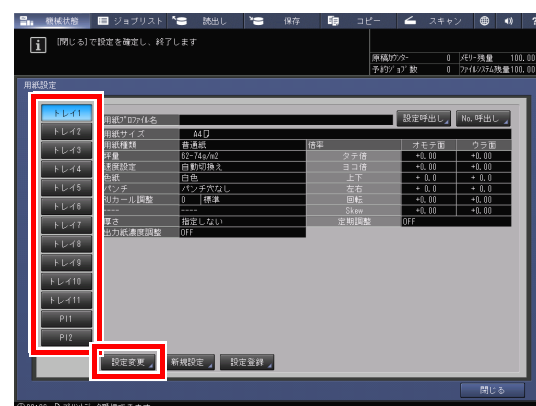 機械状態 ジョブリスト 読出し 保存 コピー スキャン
[閉じる]で設定を確定し、終了します
原稿ｶｳﾝﾀｰ 0 ﾒﾓﾘｰ残量 100.00
予約ｼﾞｮﾌﾞ数 0 ﾌｧｲﾙｼｽﾃﾑ残量100.00
用紙設定
トレイ1
トレイ2
トレイ3
トレイ4
トレイ5
トレイ6
トレイ7
トレイ8
トレイ9
トレイ10
トレイ11
PI1
PI2
用紙ﾌﾟﾛﾌｧｲﾙ名 設定呼出し No.呼出し
用紙サイズ A4
用紙種類 普通紙 倍率 オモテ面 ウラ面
坪量 62-74g/m2 タテ倍 +0.00 +0.00
速度設定 自動切換え ヨコ倍 +0.00 +0.00
色紙 白色 上下 + 0.0 + 0.0
パンチ パンチ穴なし 左右 + 0.0 + 0.0
RUカール調整 0 標準 回転 +0.00 +0.00
---- ---- Skew +0.00 +0.00
厚さ 指定しない 定期調整 OFF
出力紙濃度調整 OFF
設定変更 新規設定 設定登録
閉じる